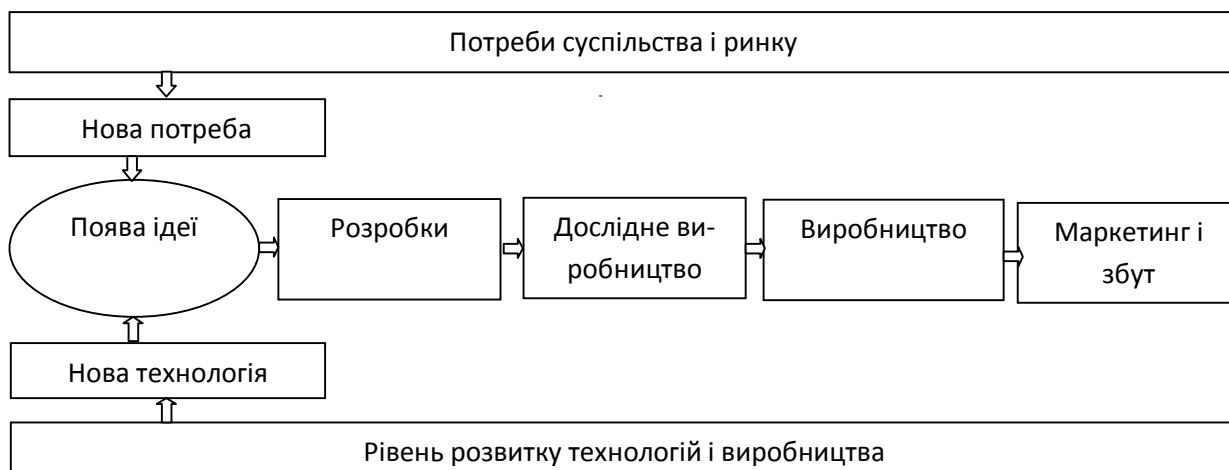 Потреби суспільства і ринку
Нова потреба
Поява ідеї
Розробки
Дослідне ви-
робництво
Виробництво
Маркетинг і
збут
Нова технологія
Рівень розвитку технологій і виробництва